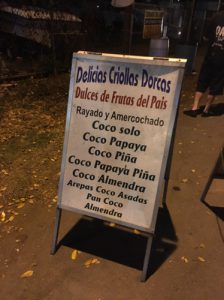 Delicias Criollas Dorcas
Dulces de Frutas del Pais
Rayado y Amercochado
Coco solo
Coco Papaya
Coco Piña
Coco Papaya Piña
Coco Almendra
Arepas Coco Asadas
Pan Coco
Almendra